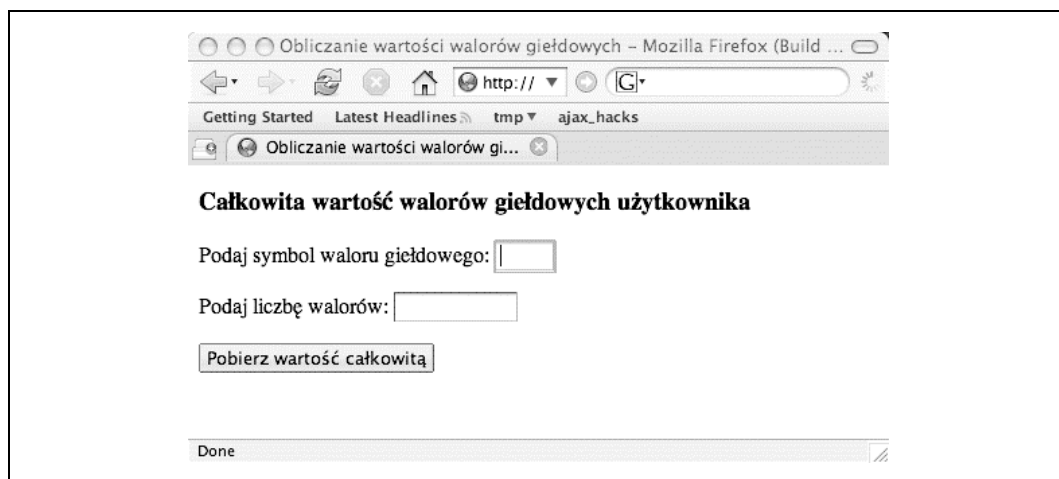 Obliczanie wartości walorów giełdowych – Mozilla Firefox (Build ...
http://
G
Getting Started Latest Headlines tmp ajax_hacks
Obliczanie wartości walorów gi...
Całkowita wartość walorów giełdowych użytkownika
Podaj symbol waloru giełdowego:
Podaj liczbę walorów:
Pobierz wartość całkowitą
Done